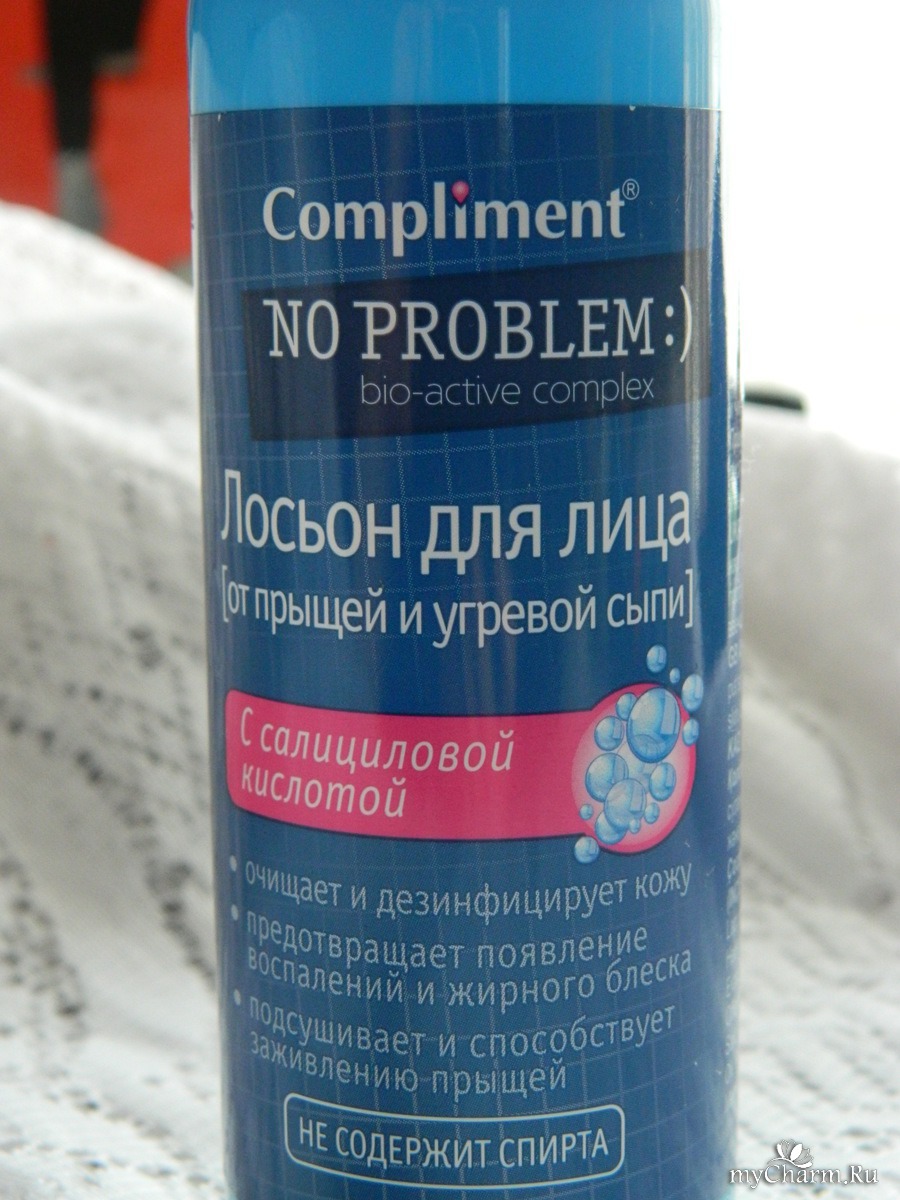 Compliment®
NO PROBLEM:)
bio-active complex
Лосьон для лица
[от прыщей и угревой сыпи]
С салициловой
кислотой
• очищает и дезинфицирует кожу
• предотвращает появление
воспалений и жирного блеска
• подсушивает и способствует
заживлению прыщей
НЕ СОДЕРЖИТ СПИРТА
myCharm.Ru